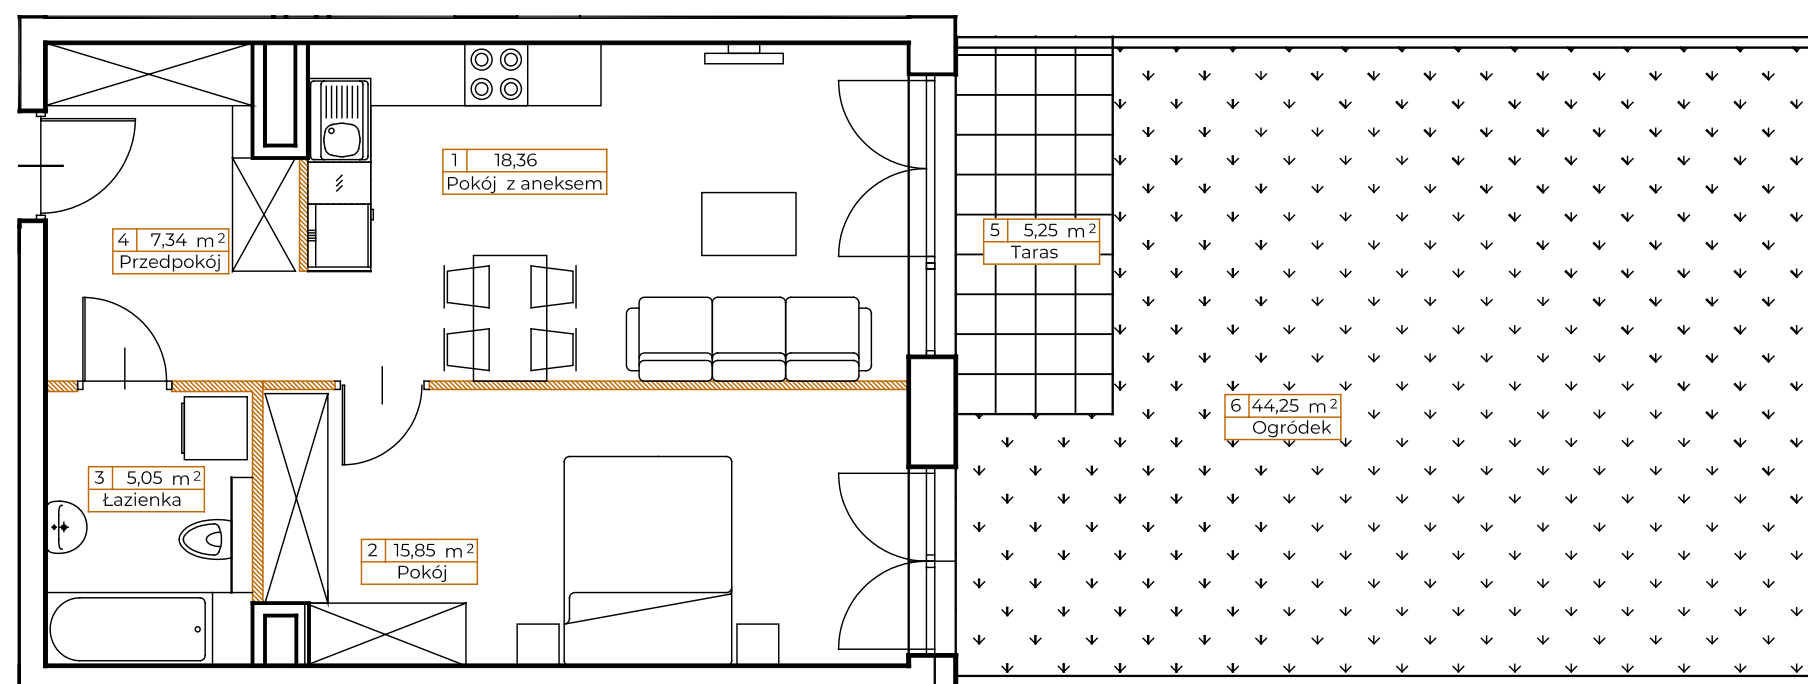 1 18,36
Pokój z aneksem
4 7,34 m2
Przedpokój
5 5,25 m2
Taras
6 44,25 m2
Ogródek
3 5,05 m2
Łazienka
2 15,85 m2
Pokój